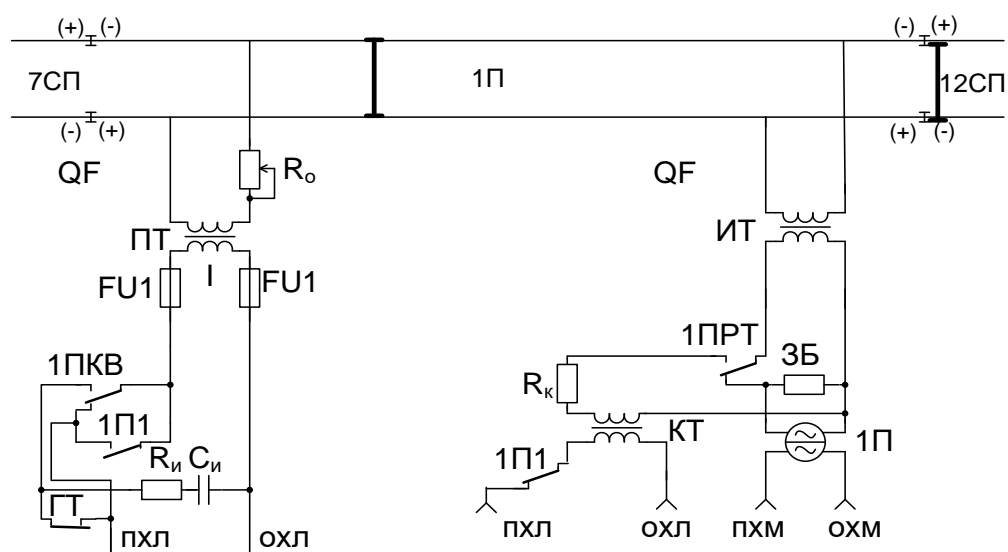 (+) (-)
(-) (+)
7СП
1П
12СП
(-) (+)
(+) (-)
QF
Rо
QF
ПТ
ИТ
FU1
I
FU1
1ПРТ
ЗБ
1ПКВ
Rк
1П1
КТ
1П
Rи Cи
1П1
ГТ
ПХЛ
ОХЛ
ПХЛ
ОХЛ
ПХМ
ОХМ